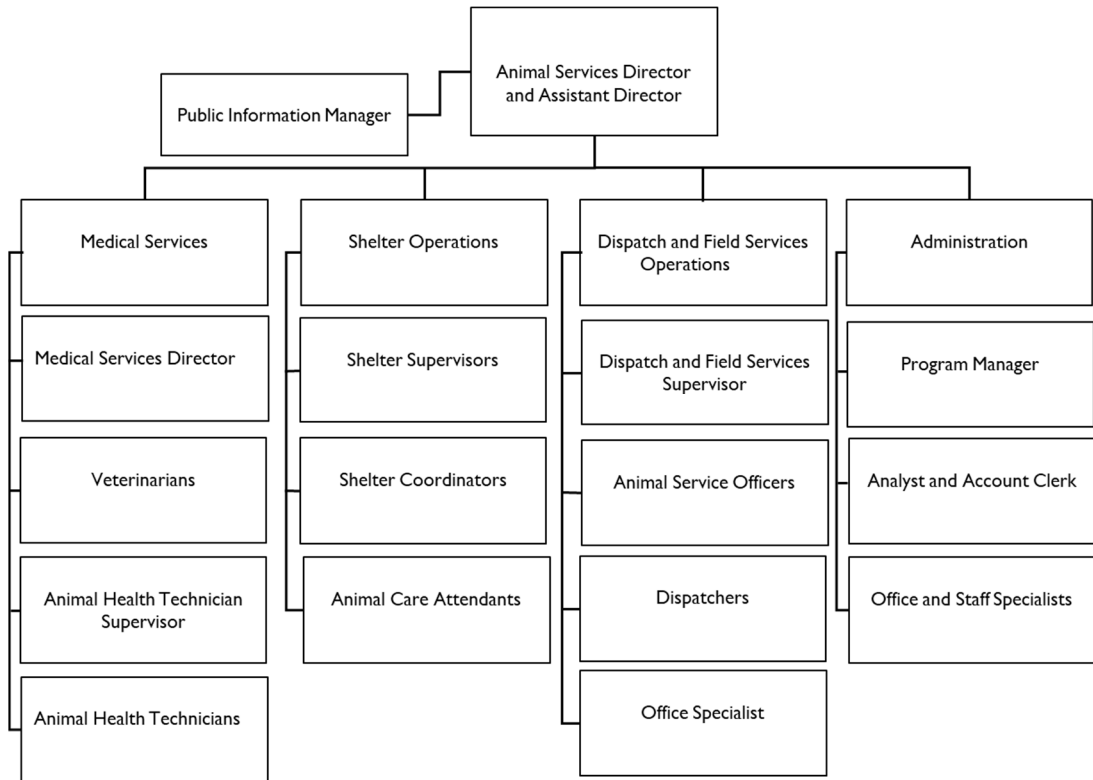 Animal Services Director
and Assistant Director
Public Information Manager
Medical Services
Medical Services Director
Veterinarians
Animal Health Technician
Supervisor
Animal Health Technicians
Shelter Operations
Shelter Supervisors
Shelter Coordinators
Animal Care Attendants
Dispatch and Field Services
Operations
Dispatch and Field Services
Supervisor
Animal Service Officers
Dispatchers
Office Specialist
Administration
Program Manager
Analyst and Account Clerk
Office and Staff Specialists